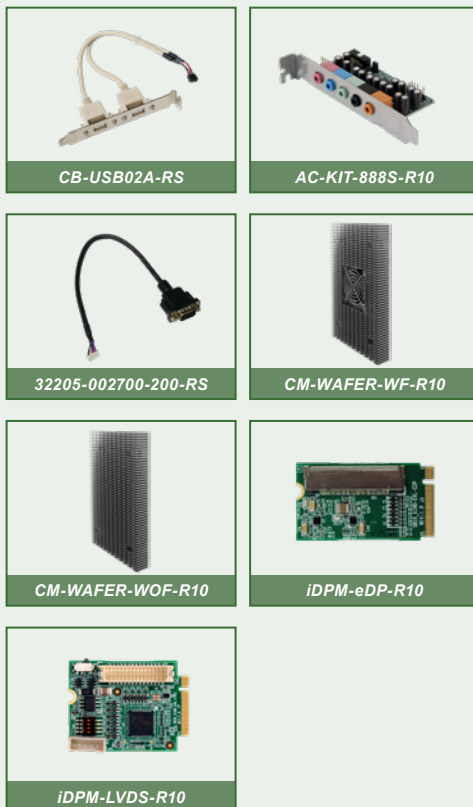 CB-USB02A-RS
AC-KIT-888S-R10
32205-002700-200-RS
CM-WAFER-WF-R10
CM-WAFER-WOF-R10
iDPM-eDP-R10
iDPM-LVDS-R10